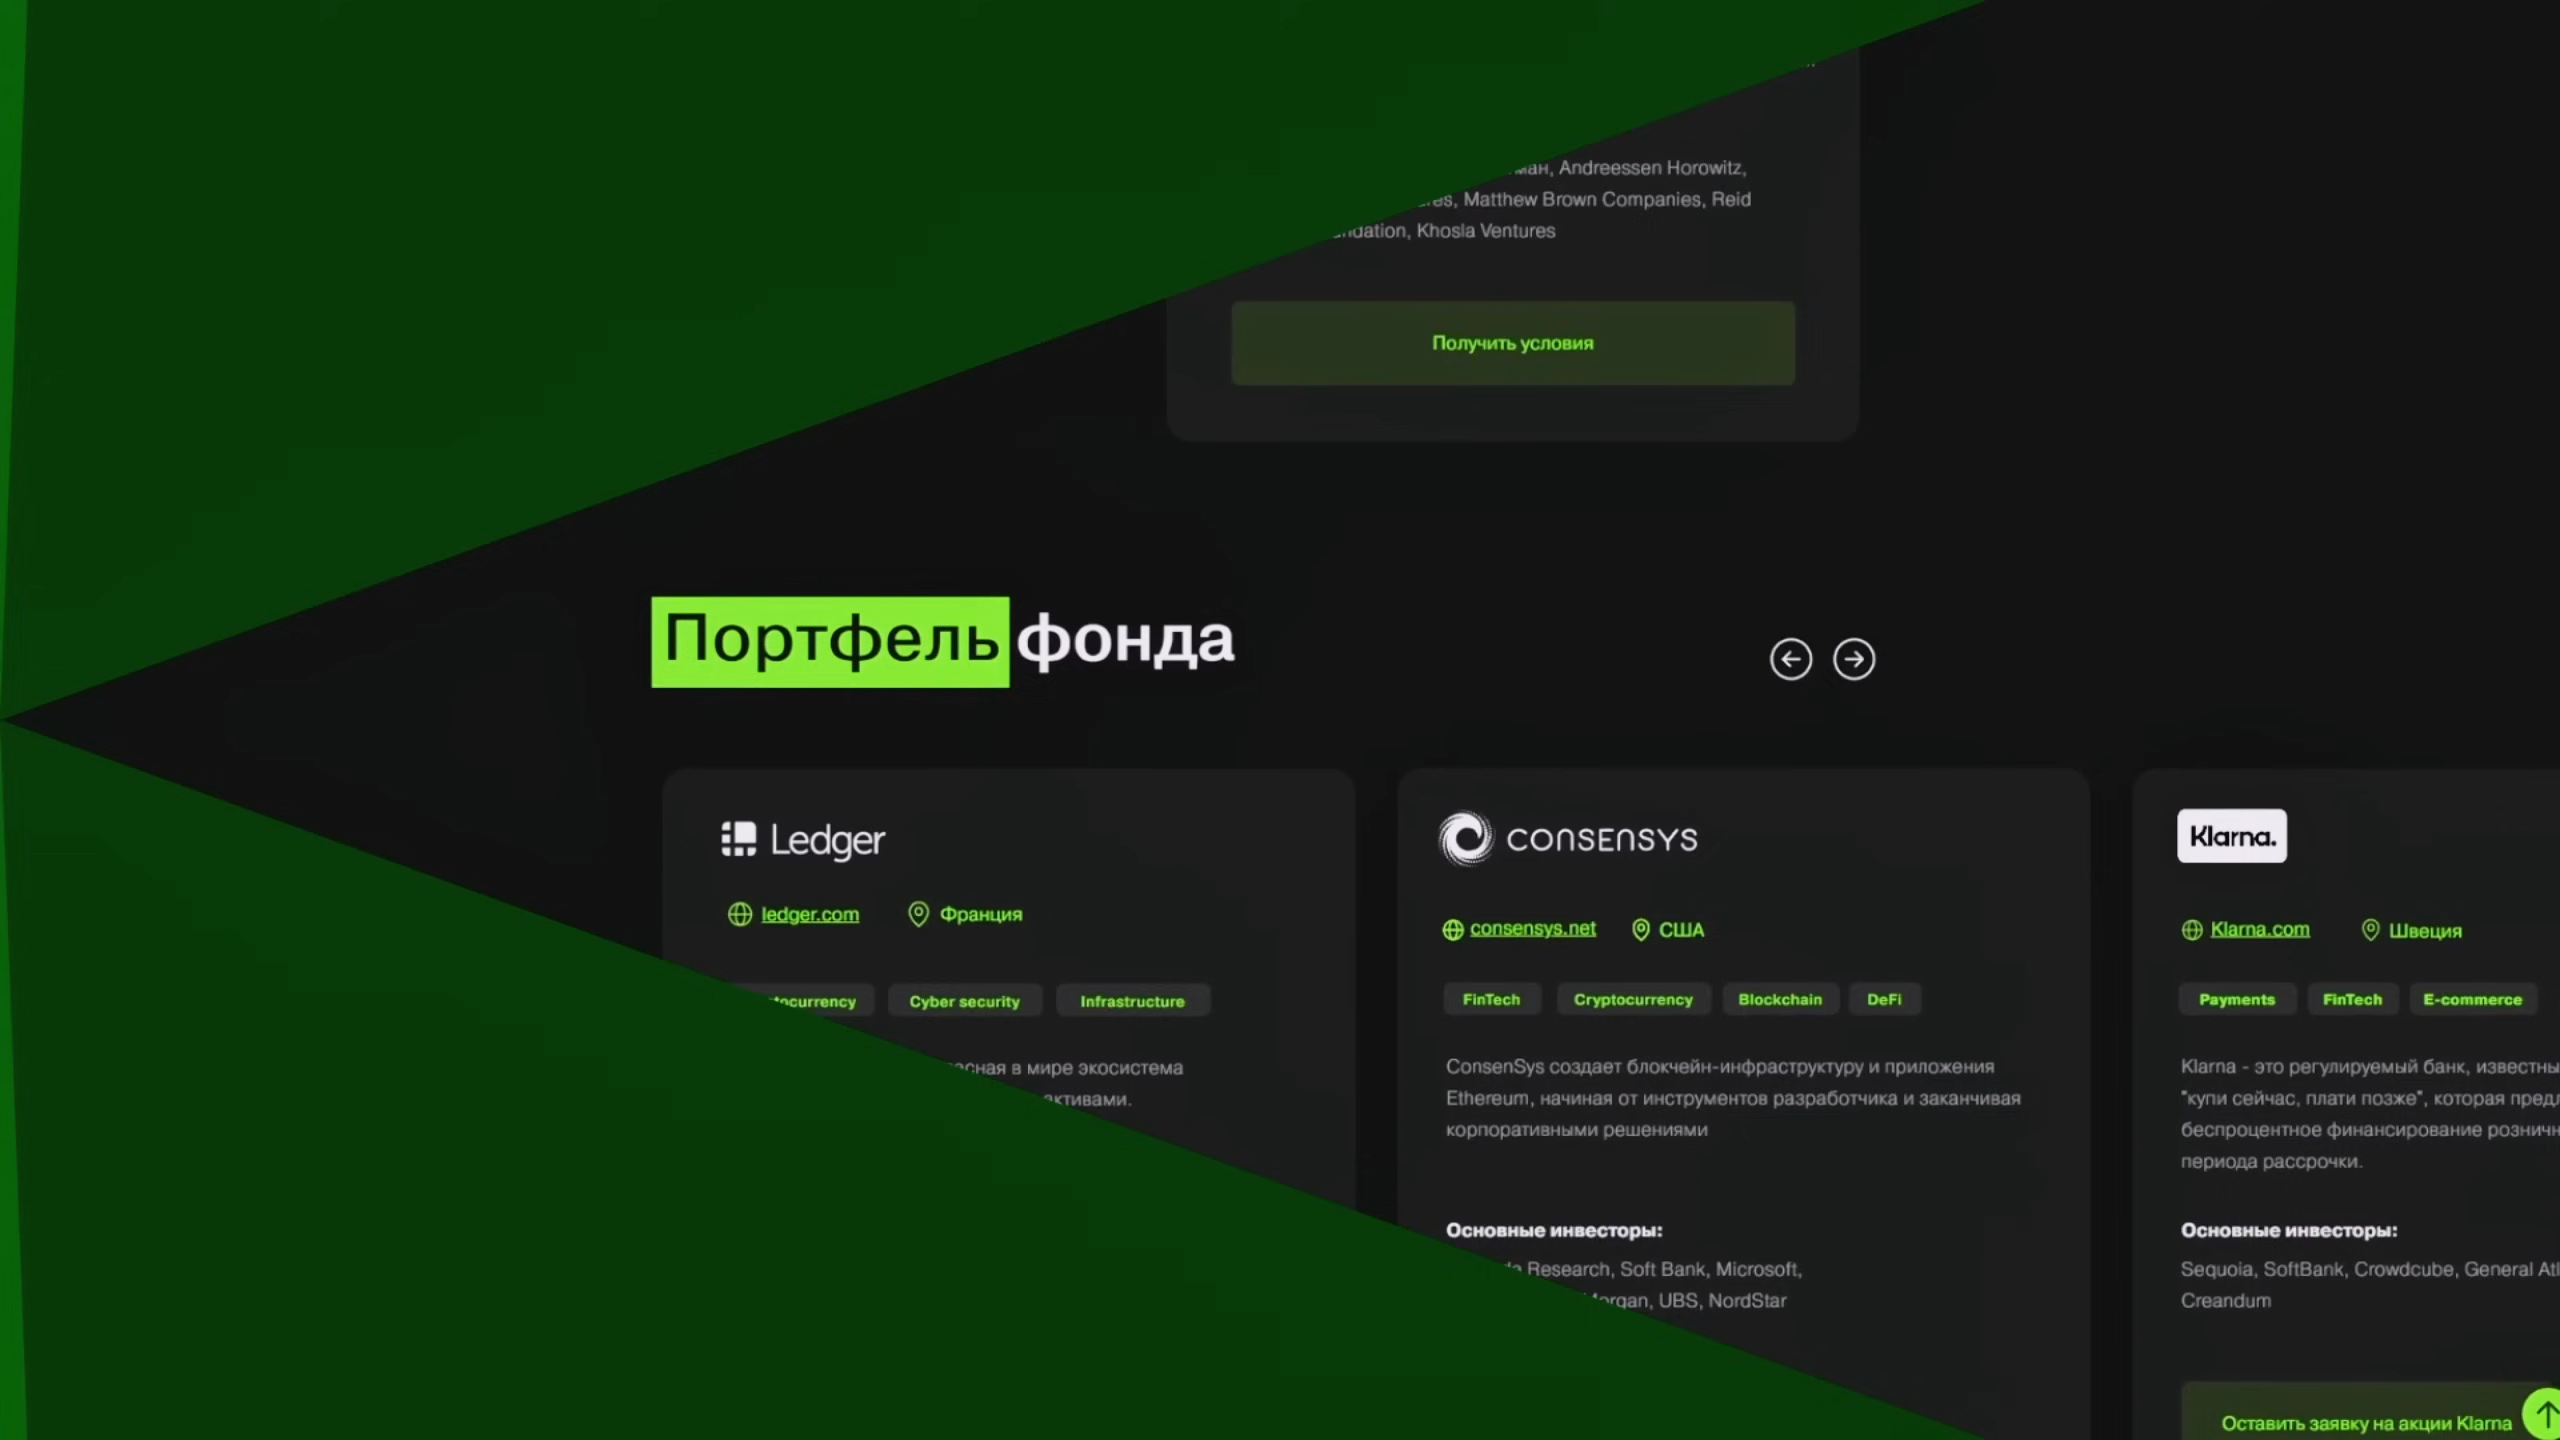 Andreessen Horowitz,
Matthew Brown Companies, Reid
Khosla Ventures
Получить условия
Портфель фонда
Ledger
ledger.com Франция
Cyber security Infrastructure
в мире экосистема
CONSENSYS
consensys.net США
FinTech Cryptocurrency Blockchain DeFi
ConsenSys создает блокчейн-инфраструктуру и приложения
Ethereum, начиная от инструментов разработчика и заканчивая
корпоративными решениями
Основные инвесторы:
Research, Soft Bank, Microsoft,
UBS, NordStar
Klarna.
Klarna.com Швеция
Payments FinTech E-commerce
Klarna - это регулируемый банк,
"купи сейчас, плати позже", которая
беспроцентное финансирование
периода рассрочки.
Основные инвесторы:
Sequoia, SoftBank, Crowdcube, General
Creandum
Оставить заявку на акции Klarna